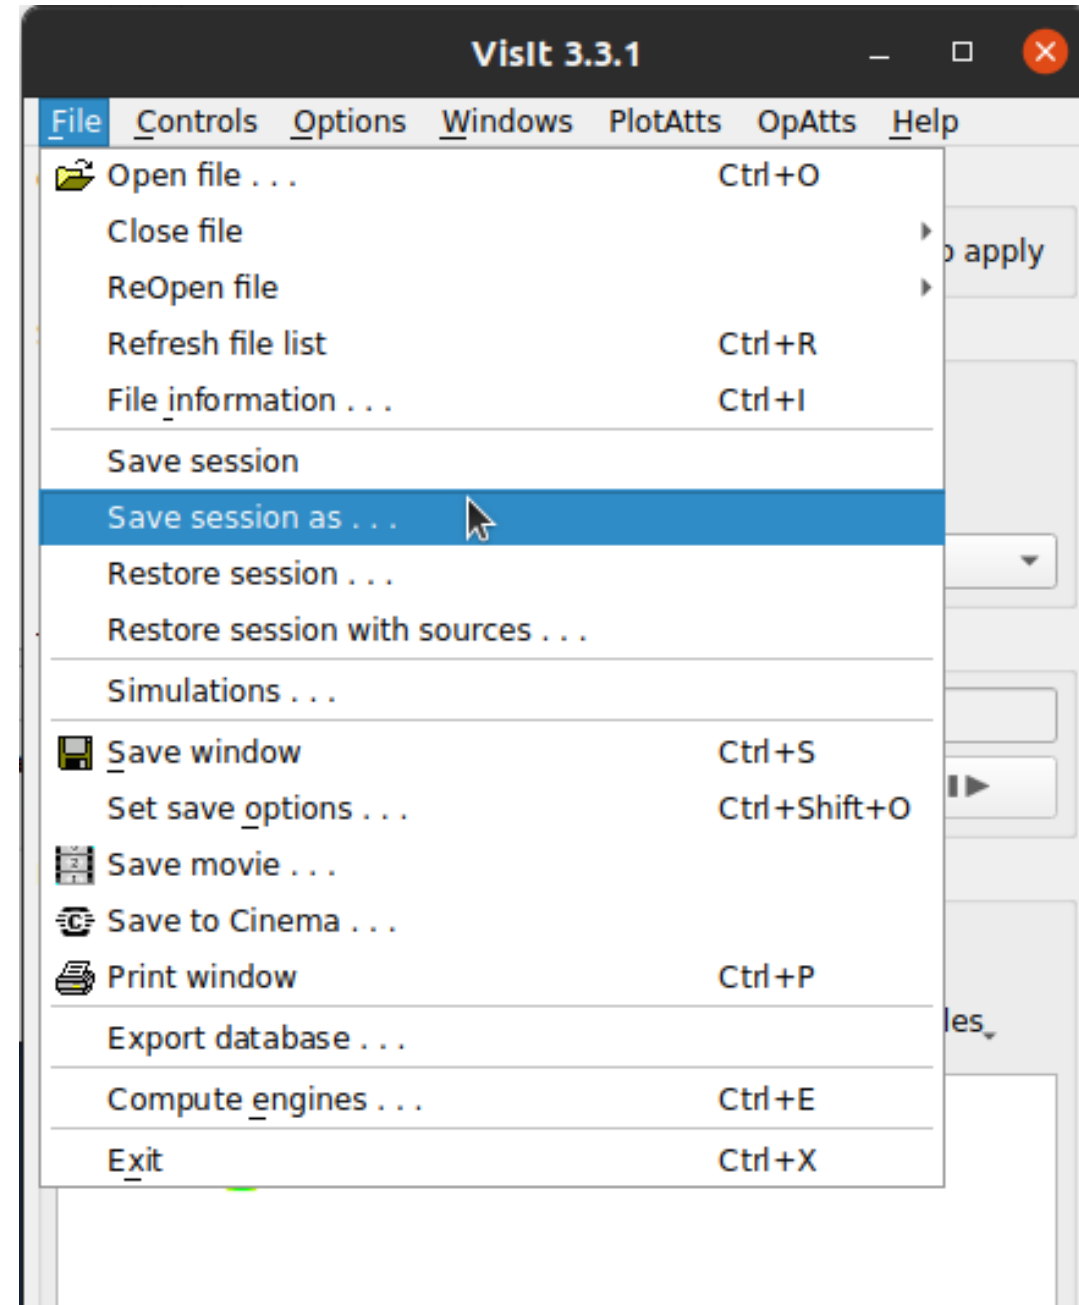 VisIt 3.3.1
File Controls Options Windows PlotAtts OpAtts Help
Open file . . . Ctrl+O
Close file
apply
ReOpen file
Refresh file list Ctrl+R
File information . . . Ctrl+I
Save session
Save session as . . .
Restore session . . .
Restore session with sources . . .
Simulations . . .
Save window Ctrl+S
Set save options . . . Ctrl+Shift+O
Save movie . . .
Save to Cinema . . .
Print window Ctrl+P
Export database . . .
Compute engines . . . Ctrl+E
Exit Ctrl+X